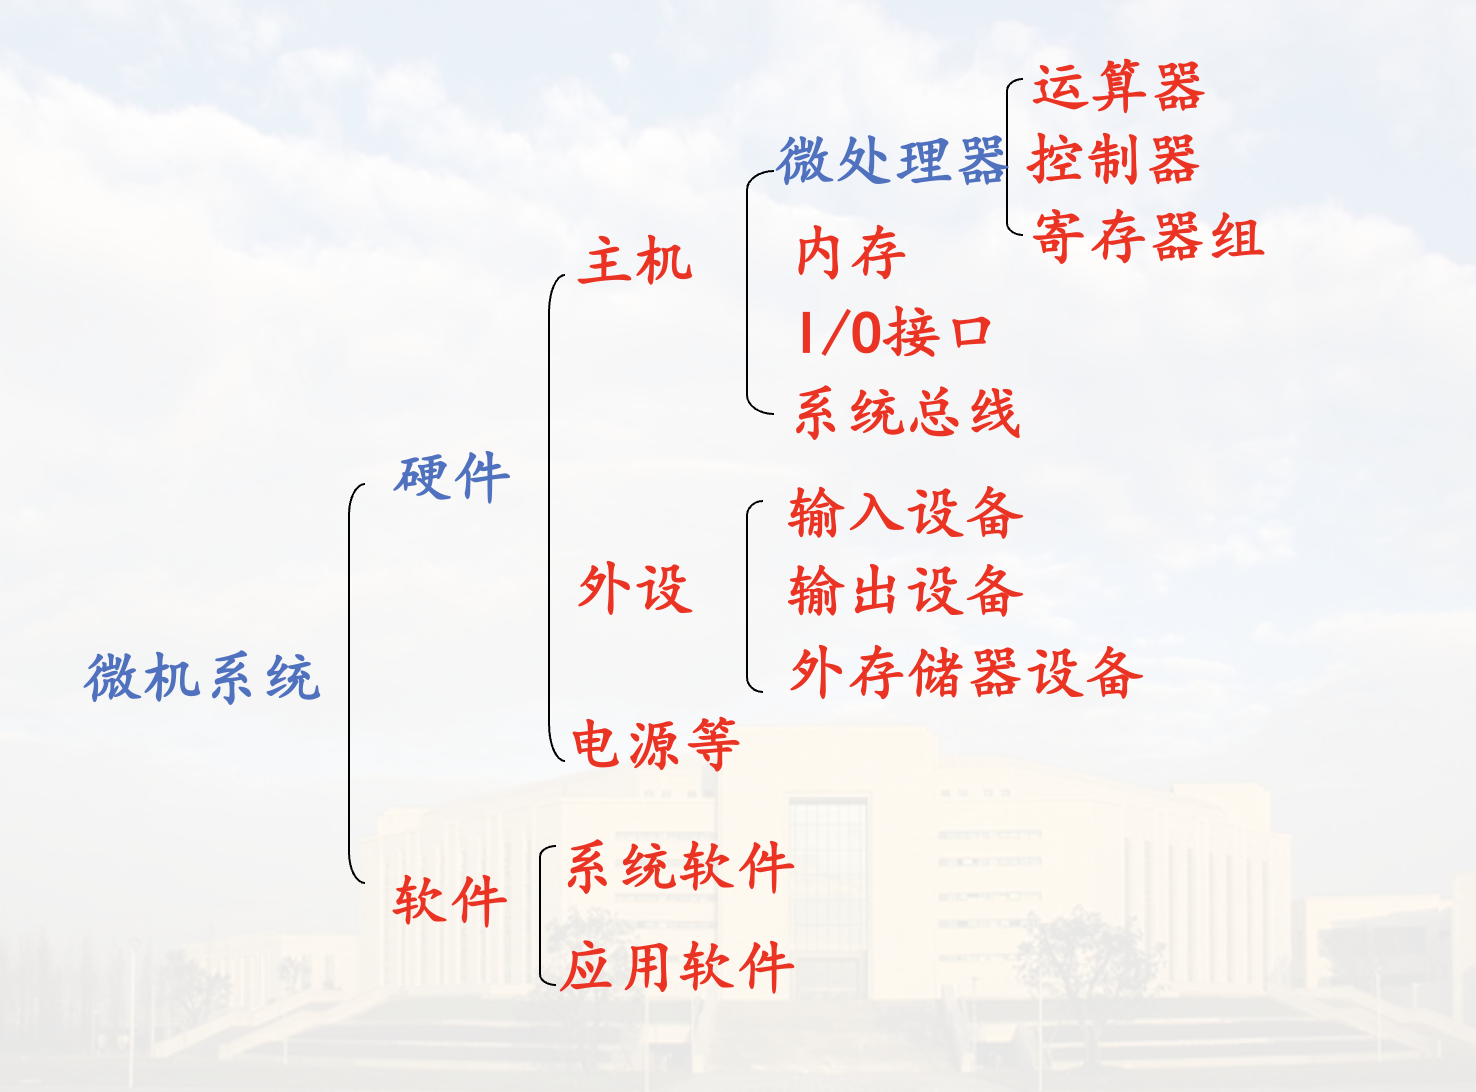 微机系统
硬件
主机
微处理器
运算器
控制器
寄存器组
内存
I/O接口
系统总线
外设
输入设备
输出设备
外存储器设备
电源等
软件
系统软件
应用软件